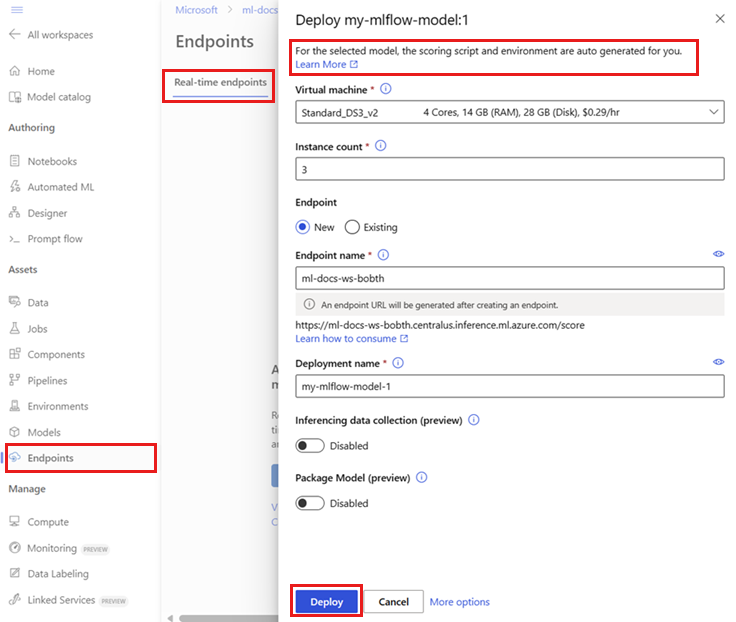 Microsoft > ml-docs
All workspaces
Home
Model catalog
Authoring
Notebooks
Automated ML
Designer
Prompt flow
Assets
Data
Jobs
Components
Pipelines
Environments
Models
Endpoints
Manage
Compute
Monitoring PREVIEW
Data Labeling
Linked Services PREVIEW
Endpoints
Real-time endpoints
Deploy my-mlflow-model:1
For the selected model, the scoring script and environment are auto generated for you.
Learn More
Virtual machine *
Standard_DS3_v2 4 Cores, 14 GB (RAM), 28 GB (Disk), $0.29/hr
Instance count *
3
Endpoint
New Existing
Endpoint name *
ml-docs-ws-bobth
An endpoint URL will be generated after creating an endpoint.
https://ml-docs-ws-bobth.centralus.inference.ml.azure.com/score
Learn how to consume
Deployment name *
my-mlflow-model-1
Inferencing data collection (preview)
Disabled
Package Model (preview)
Disabled
Deploy Cancel More options